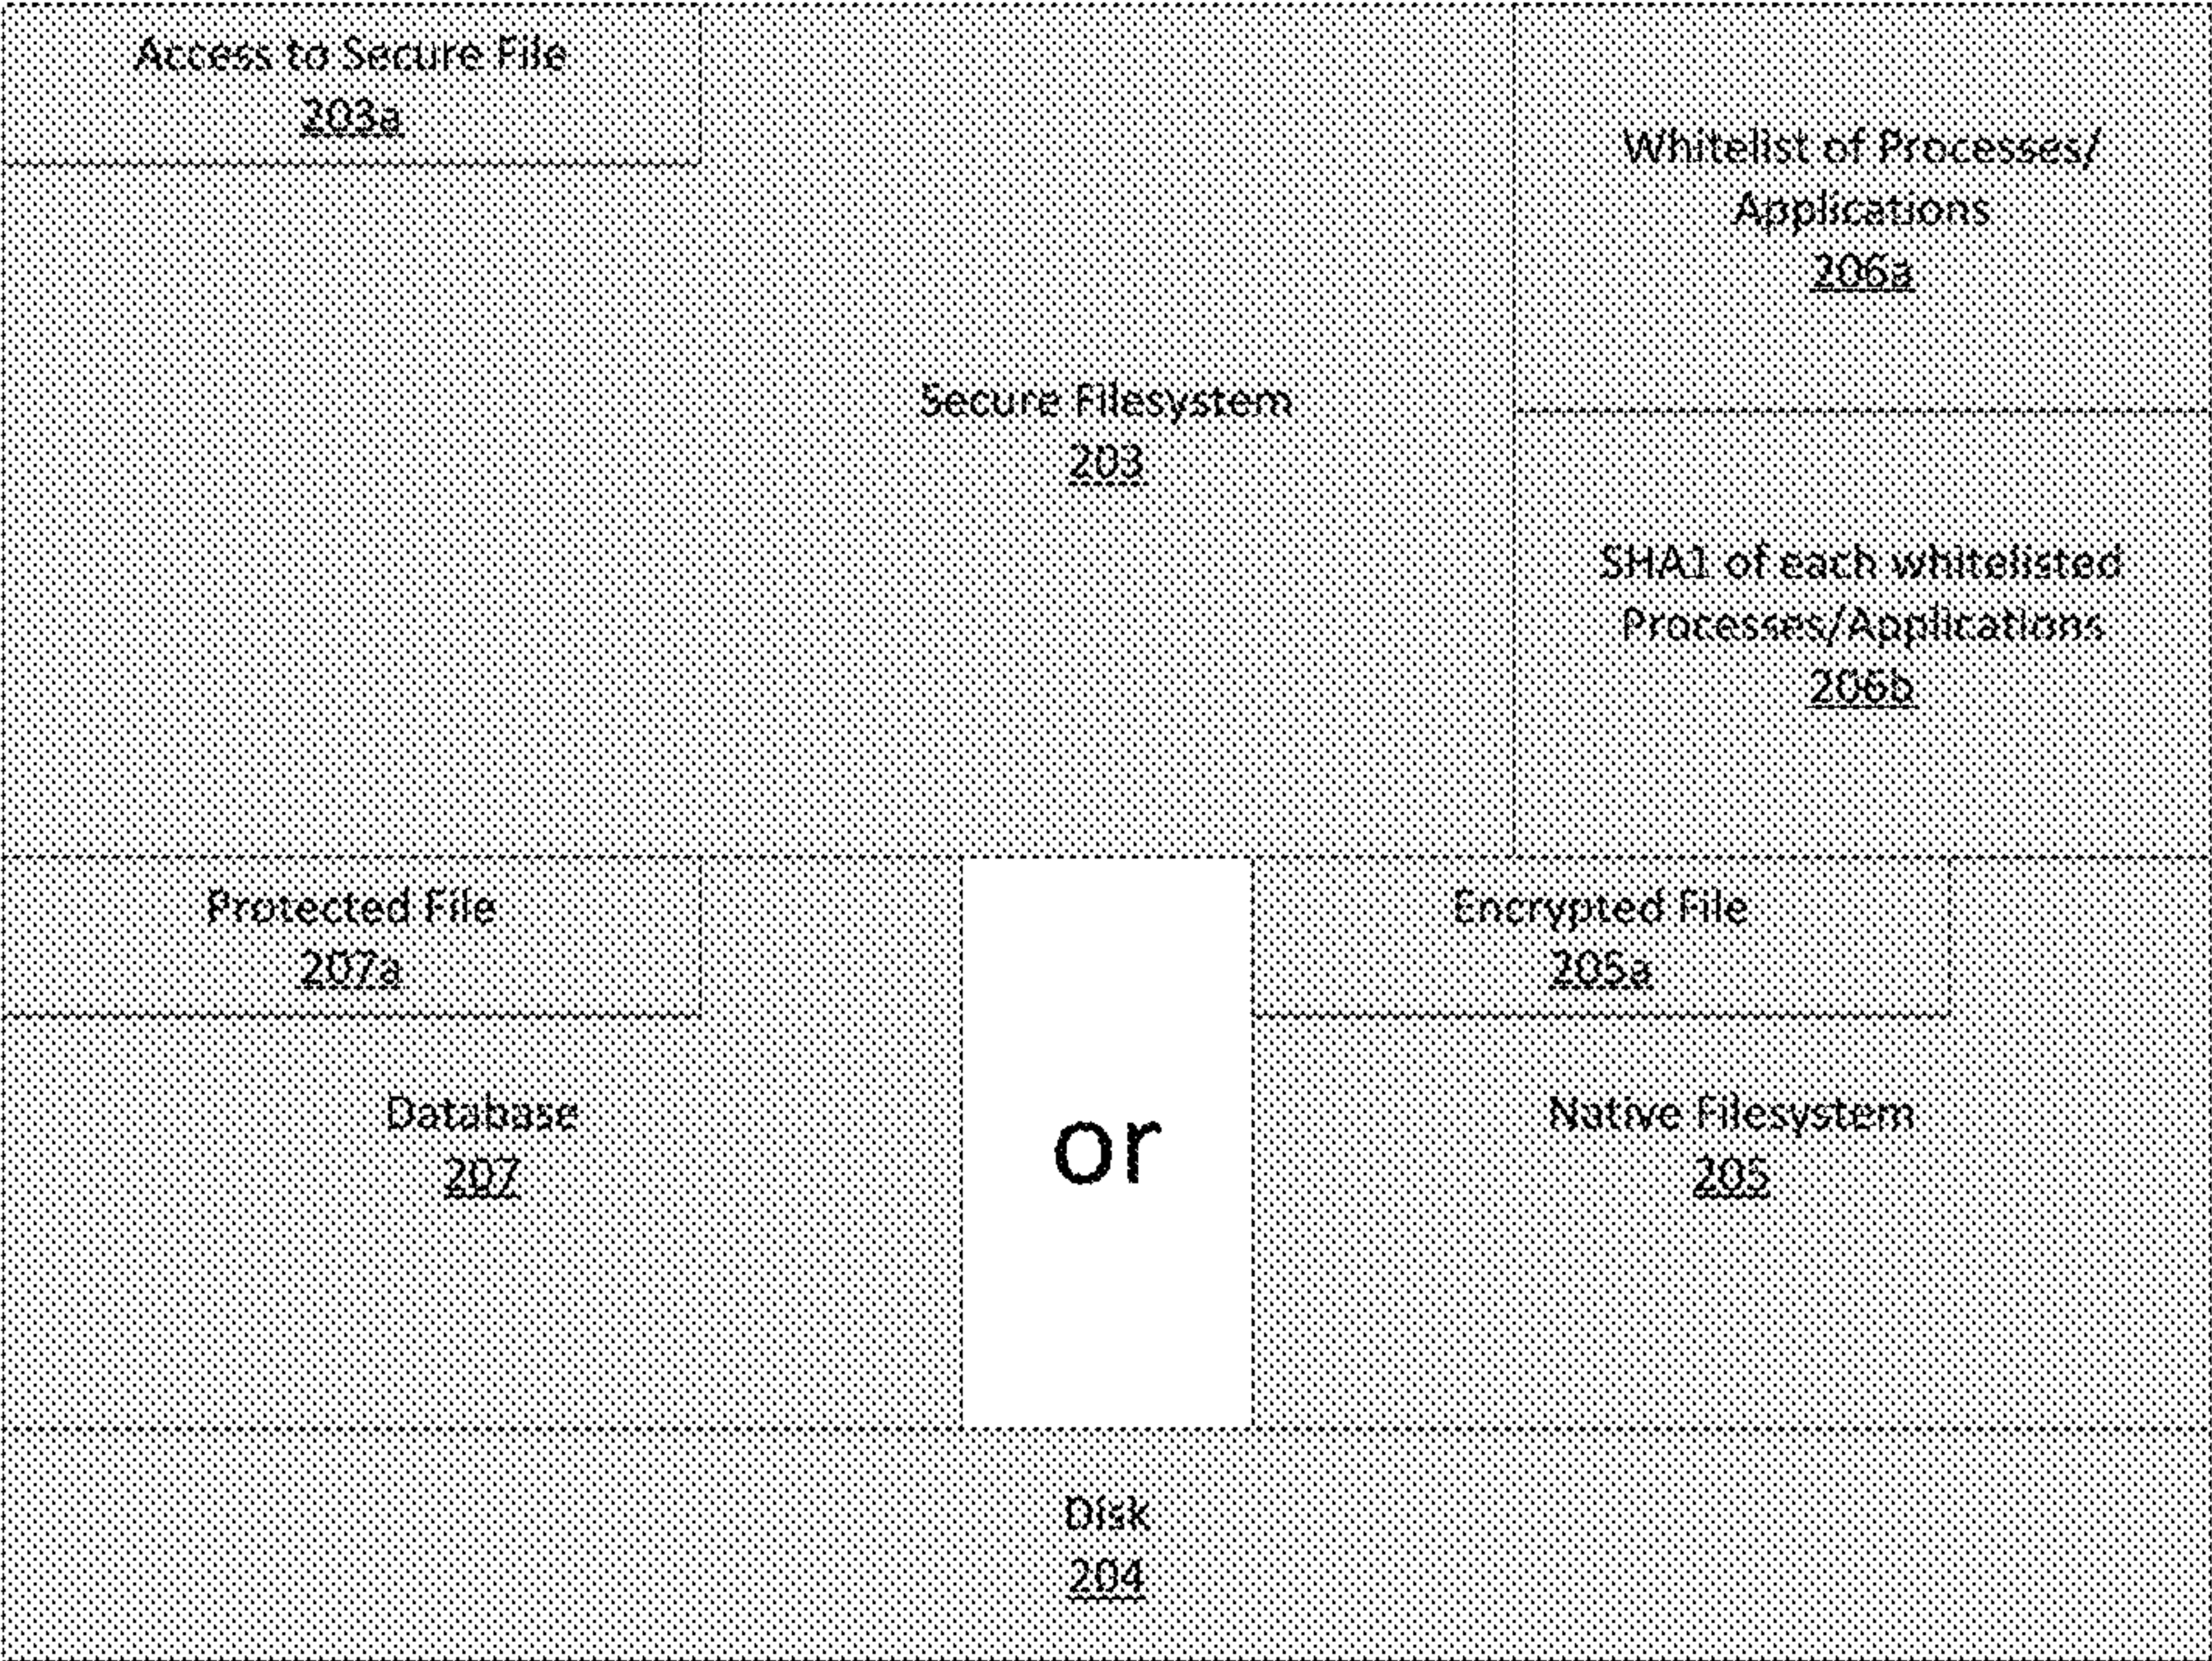 Access to Secure File
203a
Whitelist of Processes/
Applications
206a
Secure Filesystem
203
SHA1 of each whitelisted
Processes/Applications
206b
Protected File
207a
Encrypted File
205a
Database
207
or
Native Filesystem
205
Disk
204